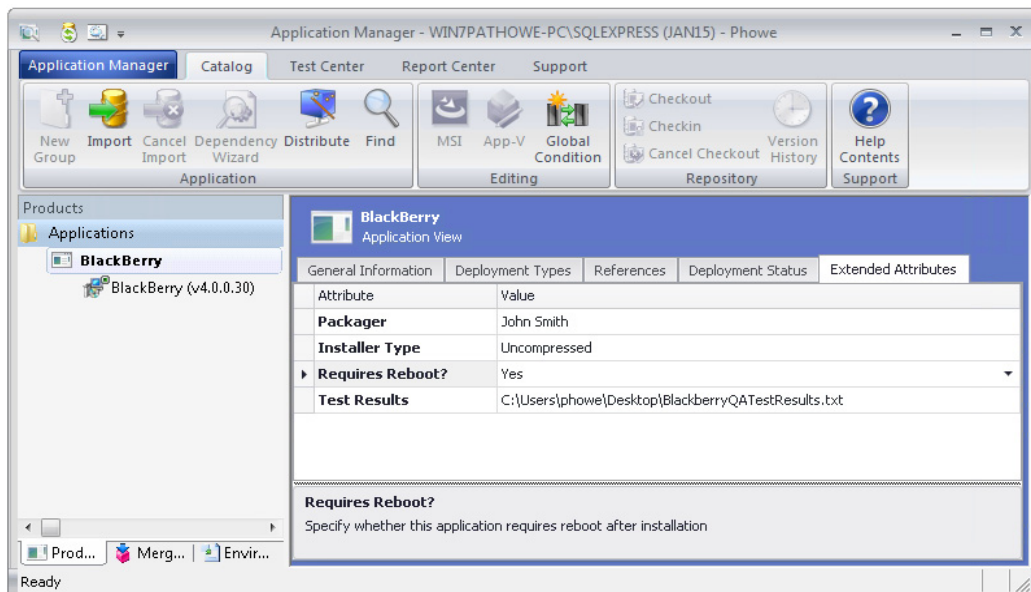 Application Manager - WIN7PATHOWE-PC\SQLEXPRESS (JAN15) - Phowe
Application Manager Catalog Test Center Report Center Support
New Group Import Cancel Import Dependency Wizard Distribute Find
Application
MSI App-V Global Condition
Editing
Checkout
Checkin
Cancel Checkout
Version History
Repository
Help Contents
Support
Products
Applications
BlackBerry
BlackBerry (v4.0.0.30)
BlackBerry
Application View
General Information Deployment Types References Deployment Status Extended Attributes
Attribute Value
Packager John Smith
Installer Type Uncompressed
Requires Reboot? Yes
Test Results C:\Users\phowe\Desktop\BlackberryQATestResults.txt
Requires Reboot?
Specify whether this application requires reboot after installation
Prod... Merg... Envir...
Ready